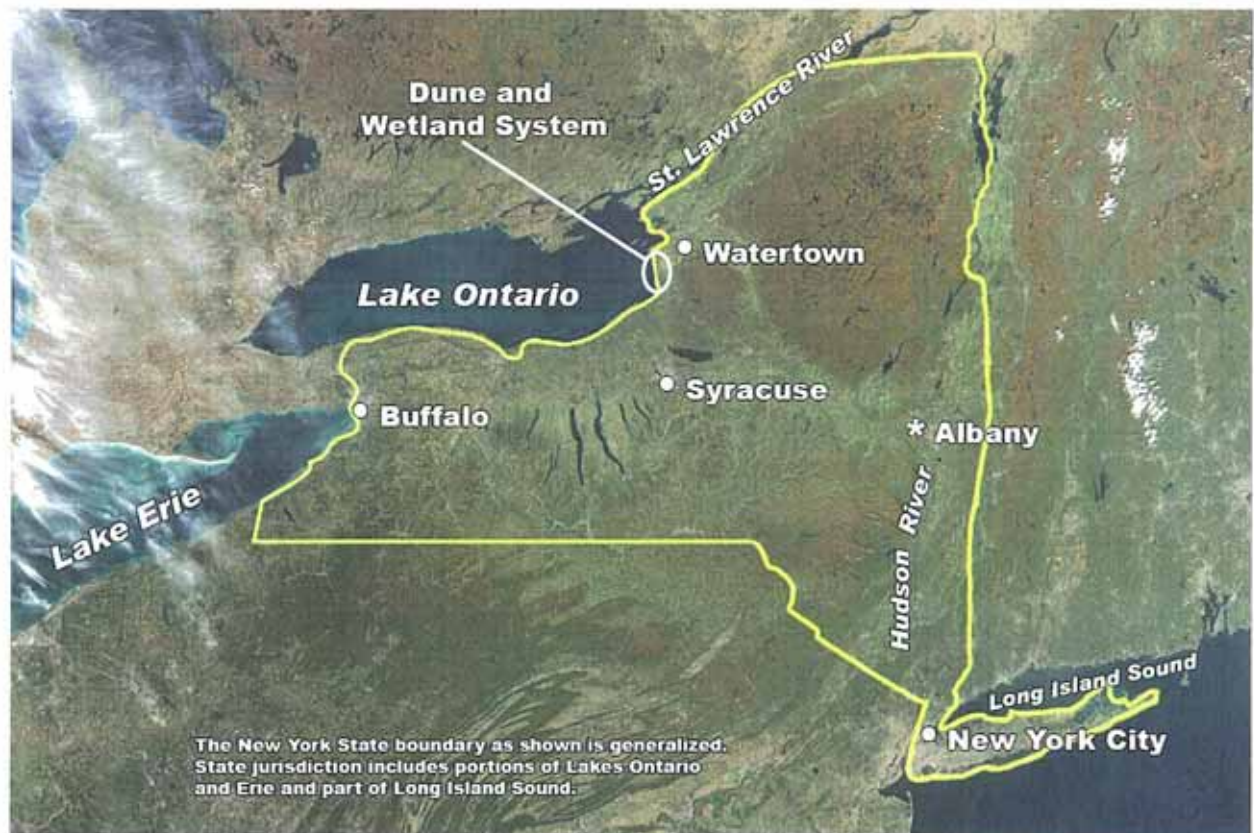 Dune and
Wetland System
St. Lawrence River
Watertown
Lake Ontario
Syracuse
Buffalo
* Albany
Lake Erie
Hudson River
Long Island Sound
New York City
The New York State boundary as shown is generalized.
State jurisdiction includes portions of Lakes Ontario
and Erie and part of Long Island Sound.